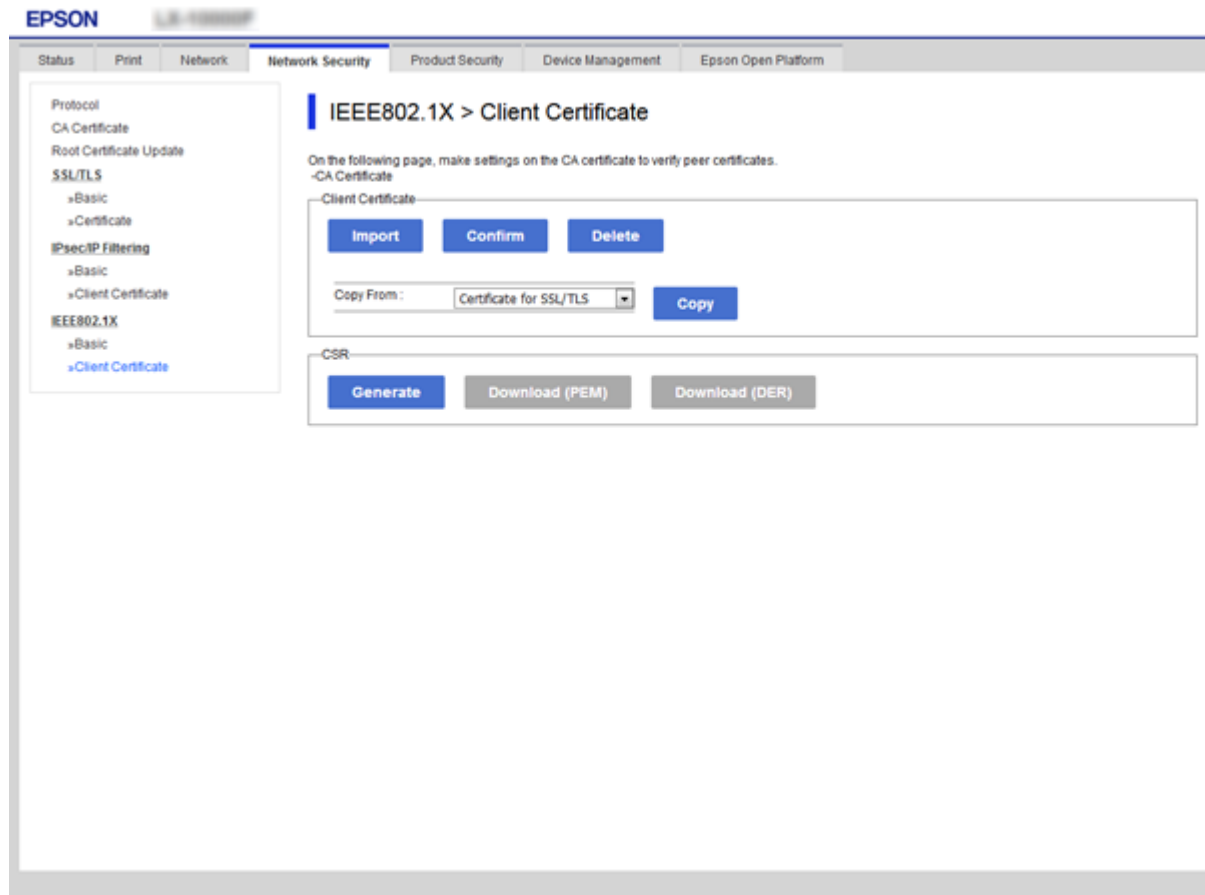 EPSON
Status Print Network Network Security Product Security Device Management Epson Open Platform
Protocol
CA Certificate
Root Certificate Update
SSL/TLS
»Basic
»Certificate
IPsec/IP Filtering
»Basic
»Client Certificate
IEEE802.1X
»Basic
»Client Certificate
IEEE802.1X > Client Certificate
On the following page, make settings on the CA certificate to verify peer certificates.
-CA Certificate
Client Certificate
Import Confirm Delete
Copy From : Certificate for SSL/TLS Copy
CSR
Generate Download (PEM) Download (DER)